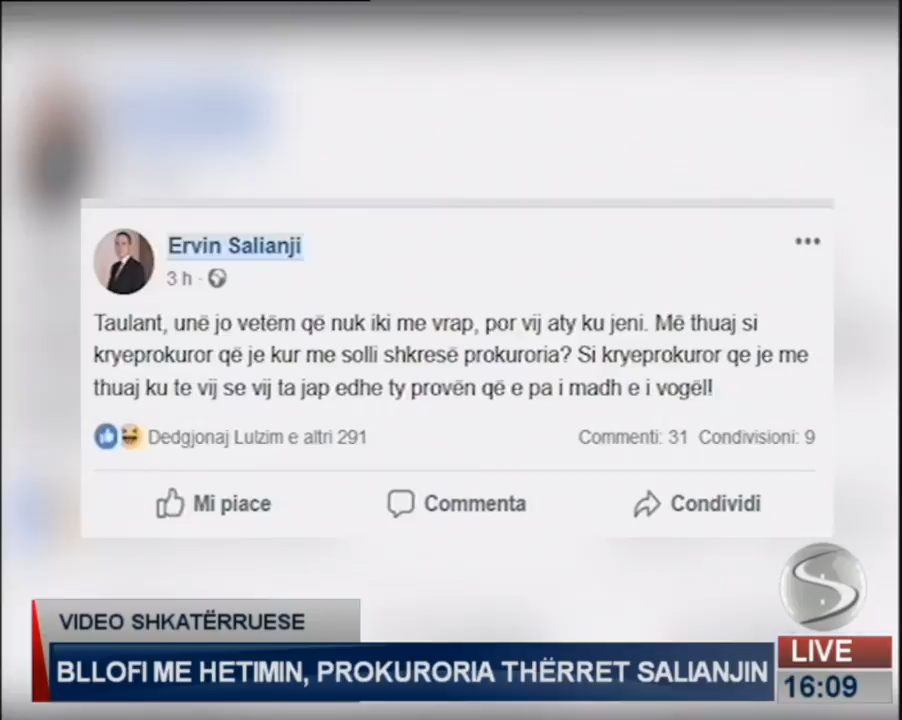 Ervin Salianji
3 h ·
Taulant, unë jo vetëm që nuk iki me vrap, por vij aty ku jeni. Më thuaj si
kryeprokuror që je kur me solli shkresë prokuroria? Si kryeprokuror qe je me
thuaj ku te vij se vij ta jap edhe ty provën që e pa i madh e i vogël!
Dedgjonaj Lulzim e altri 291 Commenti: 31 Condivisioni: 9
Mi piace Commenta Condividi
VIDEO SHKATËRRUESE
BLLOFI ME HETIMIN, PROKURORIA THËRRET SALIANJIN
LIVE
16:09